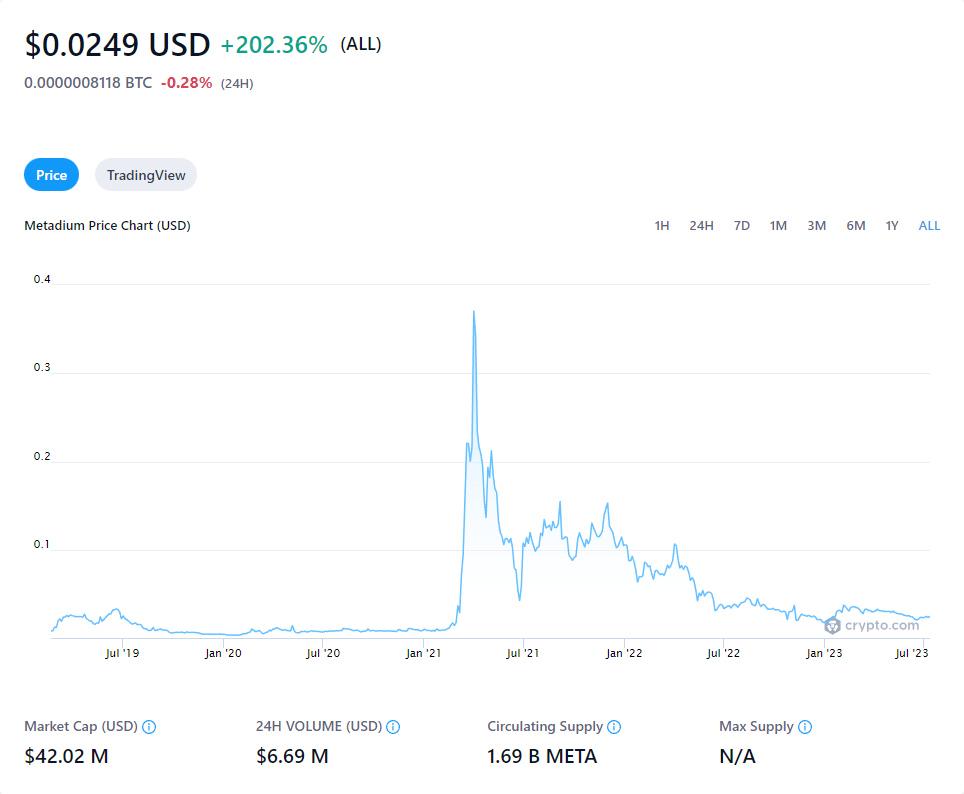 $0.0249 USD +202.36% (ALL)
0.0000008118 BTC -0.28% (24H)
Price TradingView
Metadium Price Chart (USD) 1H 24H 7D 1M 3M 6M 1Y ALL
0.4
0.3
0.2
0.1
crypto.com
Jul '19 Jan '20 Jul '20 Jan '21 Jul '21 Jan '22 Jul '22 Jan '23 Jul '23
Market Cap (USD) 24H VOLUME (USD) Circulating Supply Max Supply
$42.02 M $6.69 M 1.69 B META N/A